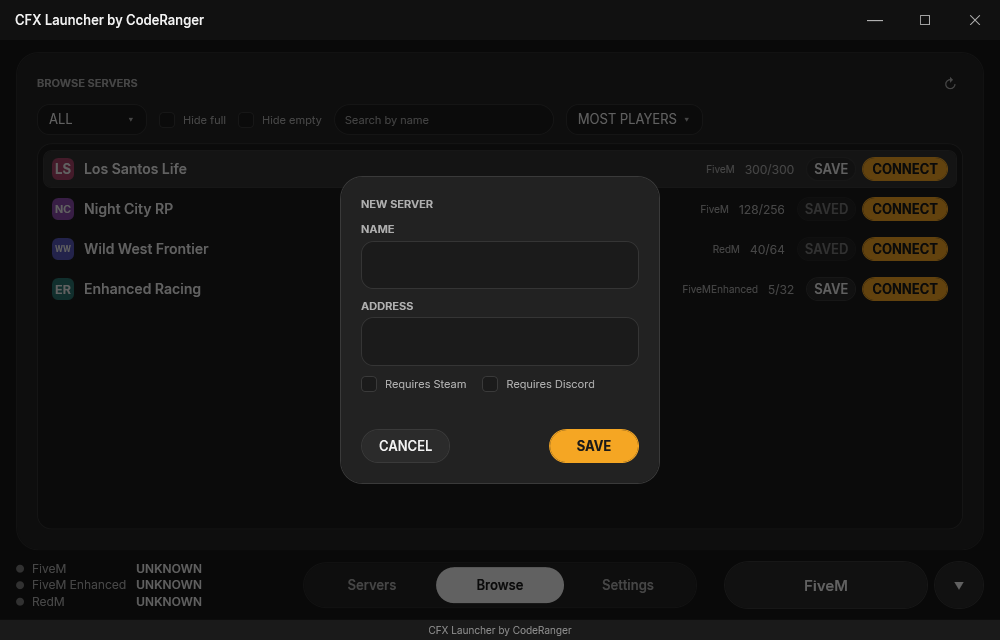 CFX Launcher by CodeRanger
BROWSE SERVERS
ALL Hide full Hide empty Search by name MOST PLAYERS
LS Los Santos Life FiveM 300/300 SAVE CONNECT
NC Night City RP FiveM 128/256 SAVED CONNECT
WW Wild West Frontier RedM 40/64 SAVED CONNECT
ER Enhanced Racing FiveMEnhanced 5/32 SAVE CONNECT
NEW SERVER
NAME
ADDRESS
Requires Steam Requires Discord
CANCEL SAVE
FiveM UNKNOWN
FiveM Enhanced UNKNOWN
RedM UNKNOWN
Servers Browse Settings
FiveM
CFX Launcher by CodeRanger